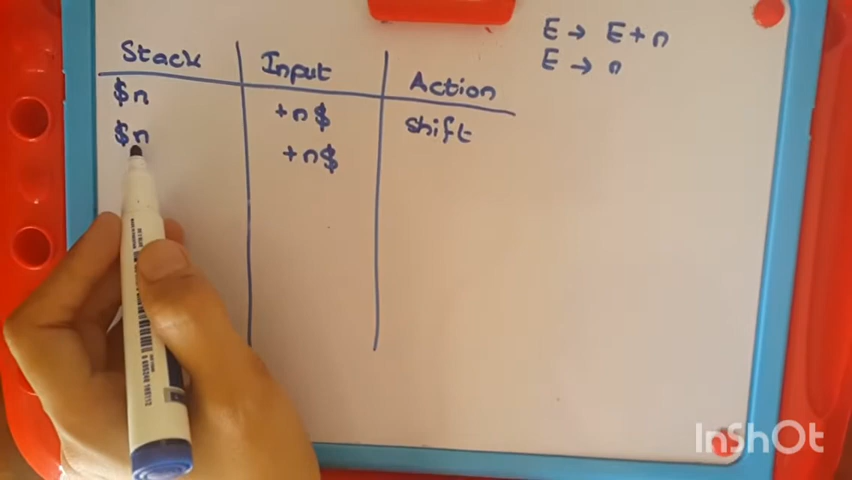 Stack Input Action
$n +n$ shift
$n +n$
E → E + n
E → n
InShOt